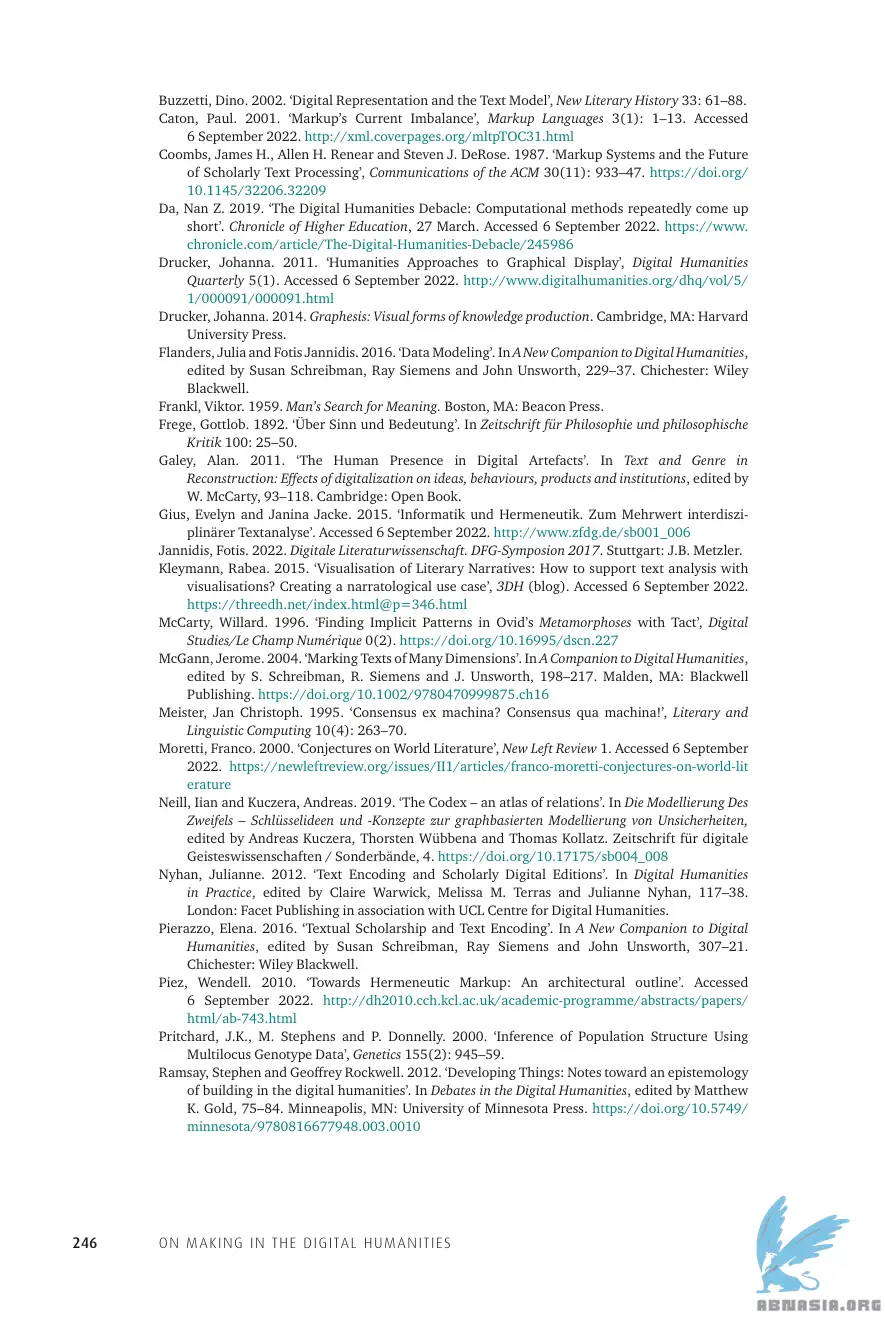 Buzzetti, Dino. 2002. ‘Digital Representation and the Text Model’, New Literary History 33: 61–88.
Caton, Paul. 2001. ‘Markup’s Current Imbalance’, Markup Languages 3(1): 1–13. Accessed
6 September 2022. http://xml.coverpages.org/mltpTOC31.html
Coombs, James H., Allen H. Renear and Steven J. DeRose. 1987. ‘Markup Systems and the Future
of Scholarly Text Processing’, Communications of the ACM 30(11): 933–47. https://doi.org/
10.1145/32206.32209
Da, Nan Z. 2019. ‘The Digital Humanities Debacle: Computational methods repeatedly come up
short’. Chronicle of Higher Education, 27 March. Accessed 6 September 2022. https://www.
chronicle.com/article/The-Digital-Humanities-Debacle/245986
Drucker, Johanna. 2011. ‘Humanities Approaches to Graphical Display’, Digital Humanities
Quarterly 5(1). Accessed 6 September 2022. http://www.digitalhumanities.org/dhq/vol/5/
1/000091/000091.html
Drucker, Johanna. 2014. Graphesis: Visual forms of knowledge production. Cambridge, MA: Harvard
University Press.
Flanders, Julia and Fotis Jannidis. 2016. ‘Data Modeling’. In A New Companion to Digital Humanities,
edited by Susan Schreibman, Ray Siemens and John Unsworth, 229–37. Chichester: Wiley
Blackwell.
Frankl, Viktor. 1959. Man’s Search for Meaning. Boston, MA: Beacon Press.
Frege, Gottlob. 1892. ‘Über Sinn und Bedeutung’. In Zeitschrift für Philosophie und philosophische
Kritik 100: 25–50.
Galey, Alan. 2011. ‘The Human Presence in Digital Artefacts’. In Text and Genre in
Reconstruction: Effects of digitalization on ideas, behaviours, products and institutions, edited by
W. McCarty, 93–118. Cambridge: Open Book.
Gius, Evelyn and Janina Jacke. 2015. ‘Informatik und Hermeneutik. Zum Mehrwert interdiszi-
plinärer Textanalyse’. Accessed 6 September 2022. http://www.zfdg.de/sb001_006
Jannidis, Fotis. 2022. Digitale Literaturwissenschaft. DFG-Symposion 2017. Stuttgart: J.B. Metzler.
Kleymann, Rabea. 2015. ‘Visualisation of Literary Narratives: How to support text analysis with
visualisations? Creating a narratological use case’, 3DH (blog). Accessed 6 September 2022.
https://threedh.net/index.html@p=346.html
McCarty, Willard. 1996. ‘Finding Implicit Patterns in Ovid’s Metamorphoses with Tact’, Digital
Studies/Le Champ Numérique 0(2). https://doi.org/10.16995/dscn.227
McGann, Jerome. 2004. ‘Marking Texts of Many Dimensions’. In A Companion to Digital Humanities,
edited by S. Schreibman, R. Siemens and J. Unsworth, 198–217. Malden, MA: Blackwell
Publishing. https://doi.org/10.1002/9780470999875.ch16
Meister, Jan Christoph. 1995. ‘Consensus ex machina? Consensus qua machina!’, Literary and
Linguistic Computing 10(4): 263–70.
Moretti, Franco. 2000. ‘Conjectures on World Literature’, New Left Review 1. Accessed 6 September
2022. https://newleftreview.org/issues/II1/articles/franco-moretti-conjectures-on-world-lit
erature
Neill, Iian and Kuczera, Andreas. 2019. ‘The Codex – an atlas of relations’. In Die Modellierung Des
Zweifels – Schlüsselideen und -Konzepte zur graphbasierten Modellierung von Unsicherheiten,
edited by Andreas Kuczera, Thorsten Wübbena and Thomas Kollatz. Zeitschrift für digitale
Geisteswissenschaften / Sonderbände, 4. https://doi.org/10.17175/sb004_008
Nyhan, Julianne. 2012. ‘Text Encoding and Scholarly Digital Editions’. In Digital Humanities
in Practice, edited by Claire Warwick, Melissa M. Terras and Julianne Nyhan, 117–38.
London: Facet Publishing in association with UCL Centre for Digital Humanities.
Pierazzo, Elena. 2016. ‘Textual Scholarship and Text Encoding’. In A New Companion to Digital
Humanities, edited by Susan Schreibman, Ray Siemens and John Unsworth, 307–21.
Chichester: Wiley Blackwell.
Piez, Wendell. 2010. ‘Towards Hermeneutic Markup: An architectural outline’. Accessed
6 September 2022. http://dh2010.cch.kcl.ac.uk/academic-programme/abstracts/papers/
html/ab-743.html
Pritchard, J.K., M. Stephens and P. Donnelly. 2000. ‘Inference of Population Structure Using
Multilocus Genotype Data’, Genetics 155(2): 945–59.
Ramsay, Stephen and Geoffrey Rockwell. 2012. ‘Developing Things: Notes toward an epistemology
of building in the digital humanities’. In Debates in the Digital Humanities, edited by Matthew
K. Gold, 75–84. Minneapolis, MN: University of Minnesota Press. https://doi.org/10.5749/
minnesota/9780816677948.003.0010
246 ON MAKING IN THE DIGITAL HUMANITIES
ABNASIA.ORG